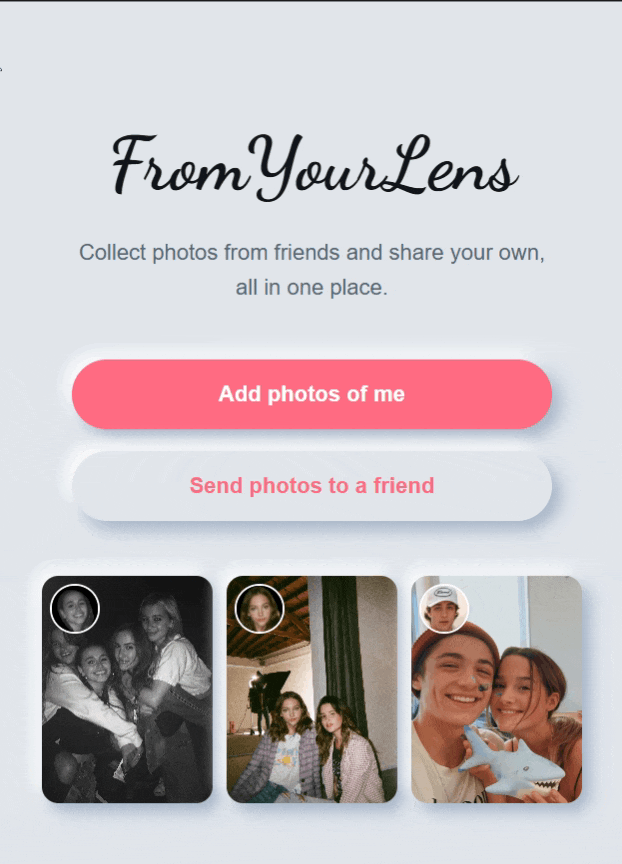 FromYourLens
Collect photos from friends and share your own,
all in one place.
Add photos of me
Send photos to a friend